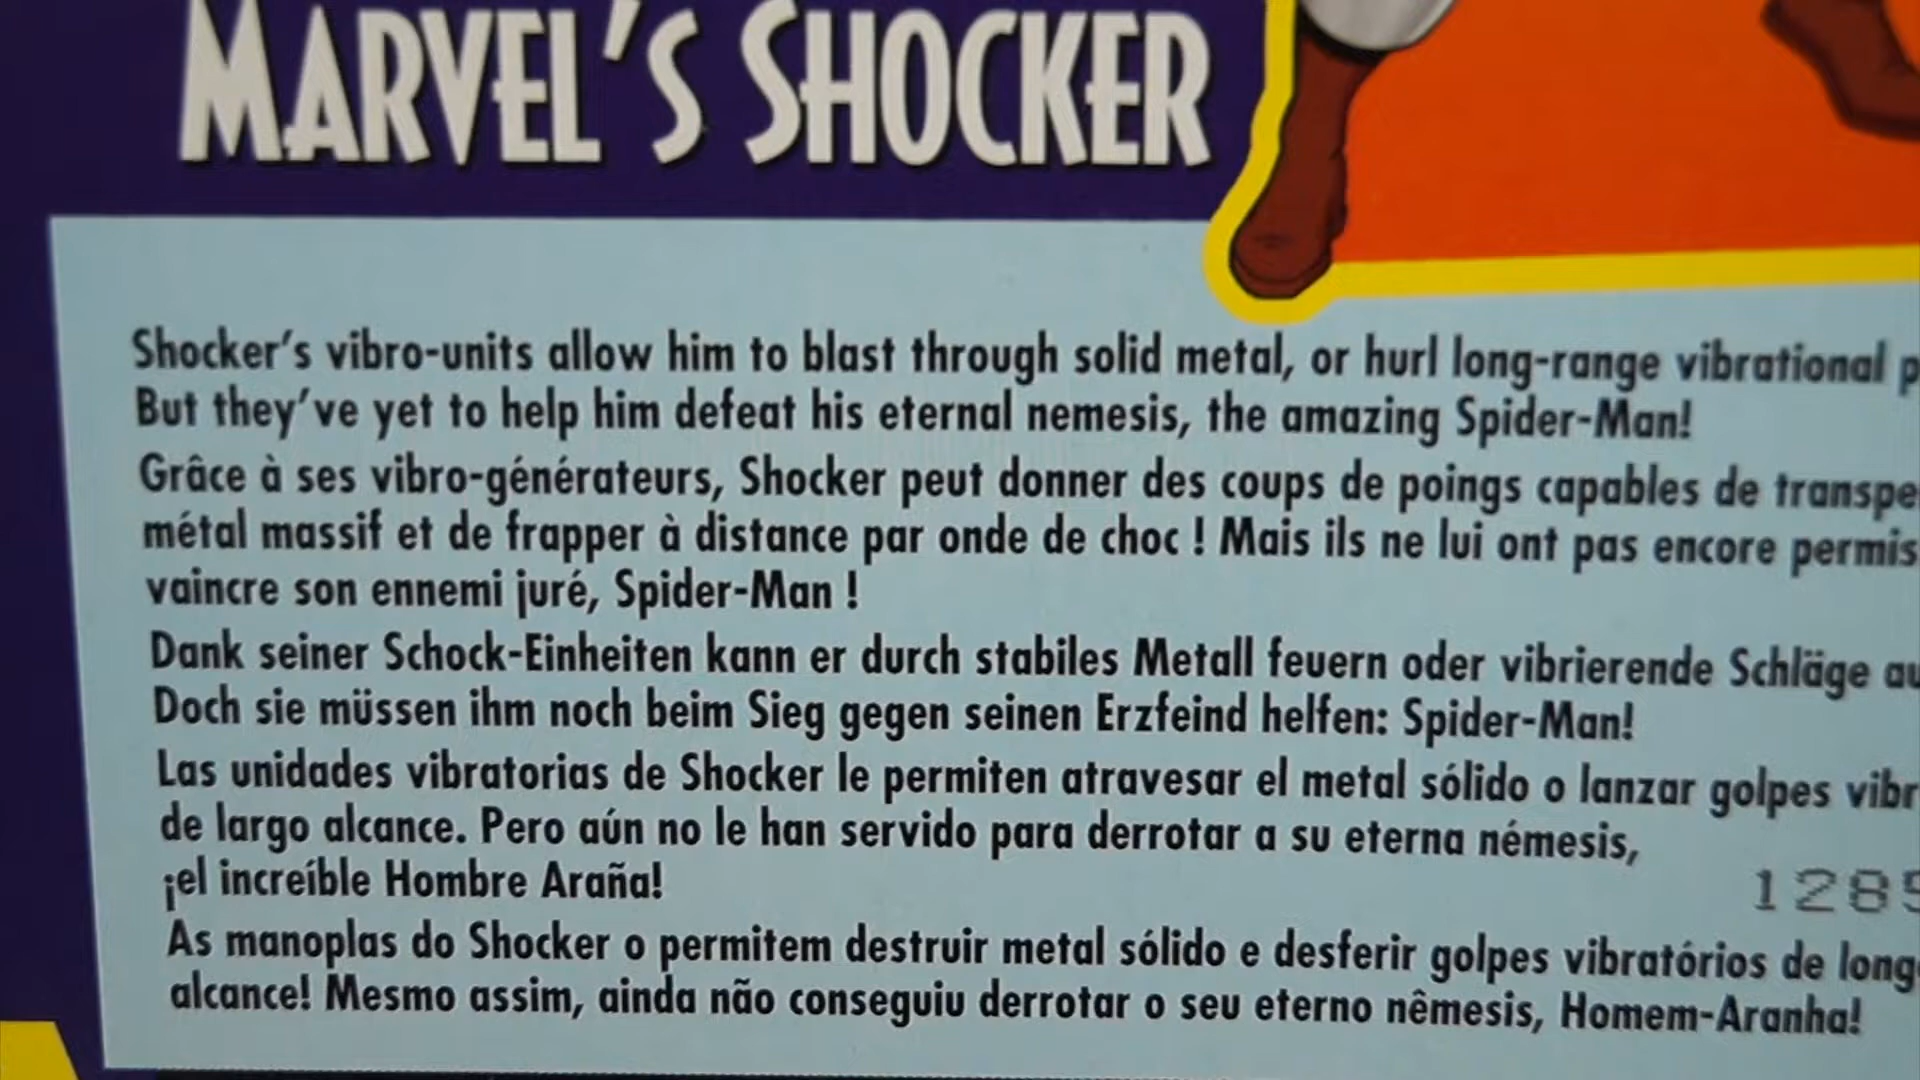 MARVEL'S SHOCKER
Shocker's vibro-units allow him to blast through solid metal, or hurl long-range vibrational
But they've yet to help him defeat his eternal nemesis, the amazing Spider-Man!
Grâce à ses vibro-générateurs, Shocker peut donner des coups de poings capables de
métal massif et de frapper à distance par onde de choc ! Mais ils ne lui ont pas encore permis
vaincre son ennemi juré, Spider-Man !
Dank seiner Schock-Einheiten kann er durch stabiles Metall feuern oder vibrierende Schläge
Doch sie müssen ihm noch beim Sieg gegen seinen Erzfeind helfen: Spider-Man!
Las unidades vibratorias de Shocker le permiten atravesar el metal sólido o lanzar golpes
de largo alcance. Pero aún no le han servido para derrotar a su eterna némesis,
¡el increíble Hombre Araña!
As manoplas do Shocker o permitem destruir metal sólido e desferir golpes vibratórios de
alcance! Mesmo assim, ainda não conseguiu derrotar o seu eterno nêmesis, Homem-Aranha!